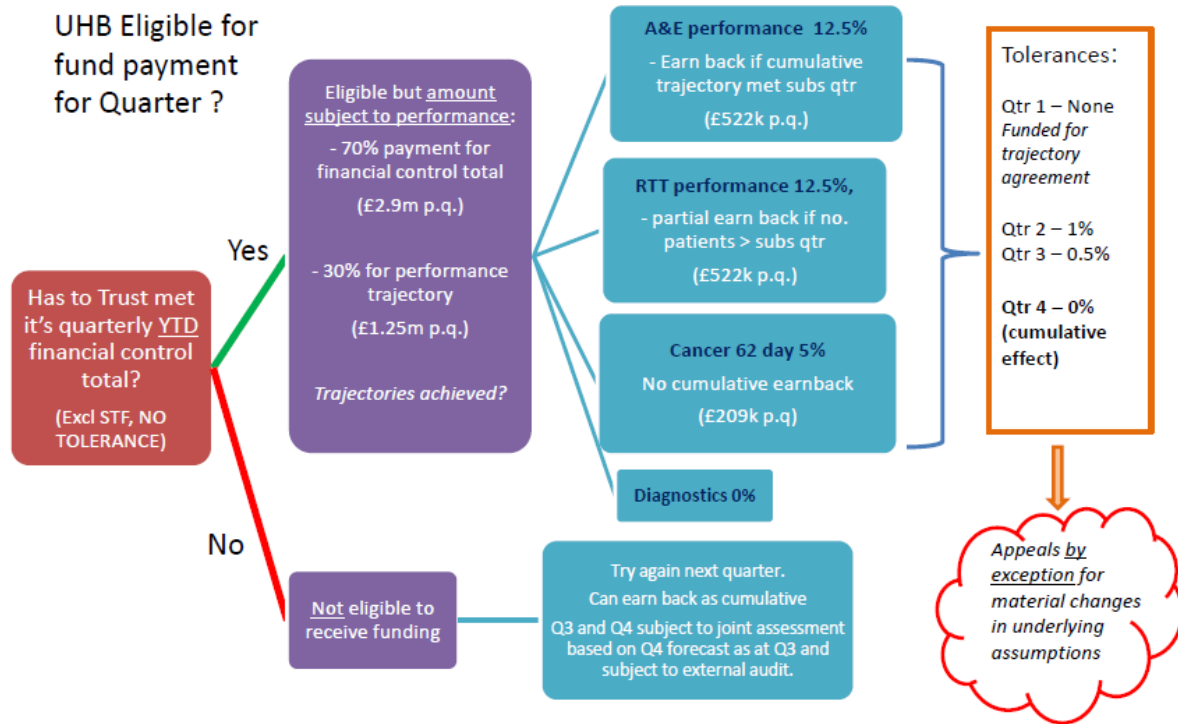 UHB Eligible for
fund payment
for Quarter ?
Has to Trust met
it's quarterly YTD
financial control
total?
(Excl STF, NO
TOLERANCE)
Yes
No
Eligible but amount
subject to performance:
- 70% payment for
financial control total
(£2.9m p.q.)
- 30% for performance
trajectory
(£1.25m p.q.)
Trajectories achieved?
Not eligible to
receive funding
A&E performance 12.5%
- Earn back if cumulative
trajectory met subs qtr
(£522k p.q.)
RTT performance 12.5%,
- partial earn back if no.
patients > subs qtr
(£522k p.q.)
Cancer 62 day 5%
No cumulative earnback
(£209k p.q)
Diagnostics 0%
Try again next quarter.
Can earn back as cumulative
Q3 and Q4 subject to joint assessment
based on Q4 forecast as at Q3 and
subject to external audit.
Tolerances:
Qtr 1 – None
Funded for
trajectory
agreement
Qtr 2 – 1%
Qtr 3 – 0.5%
Qtr 4 – 0%
(cumulative
effect)
Appeals by
exception for
material changes
in underlying
assumptions